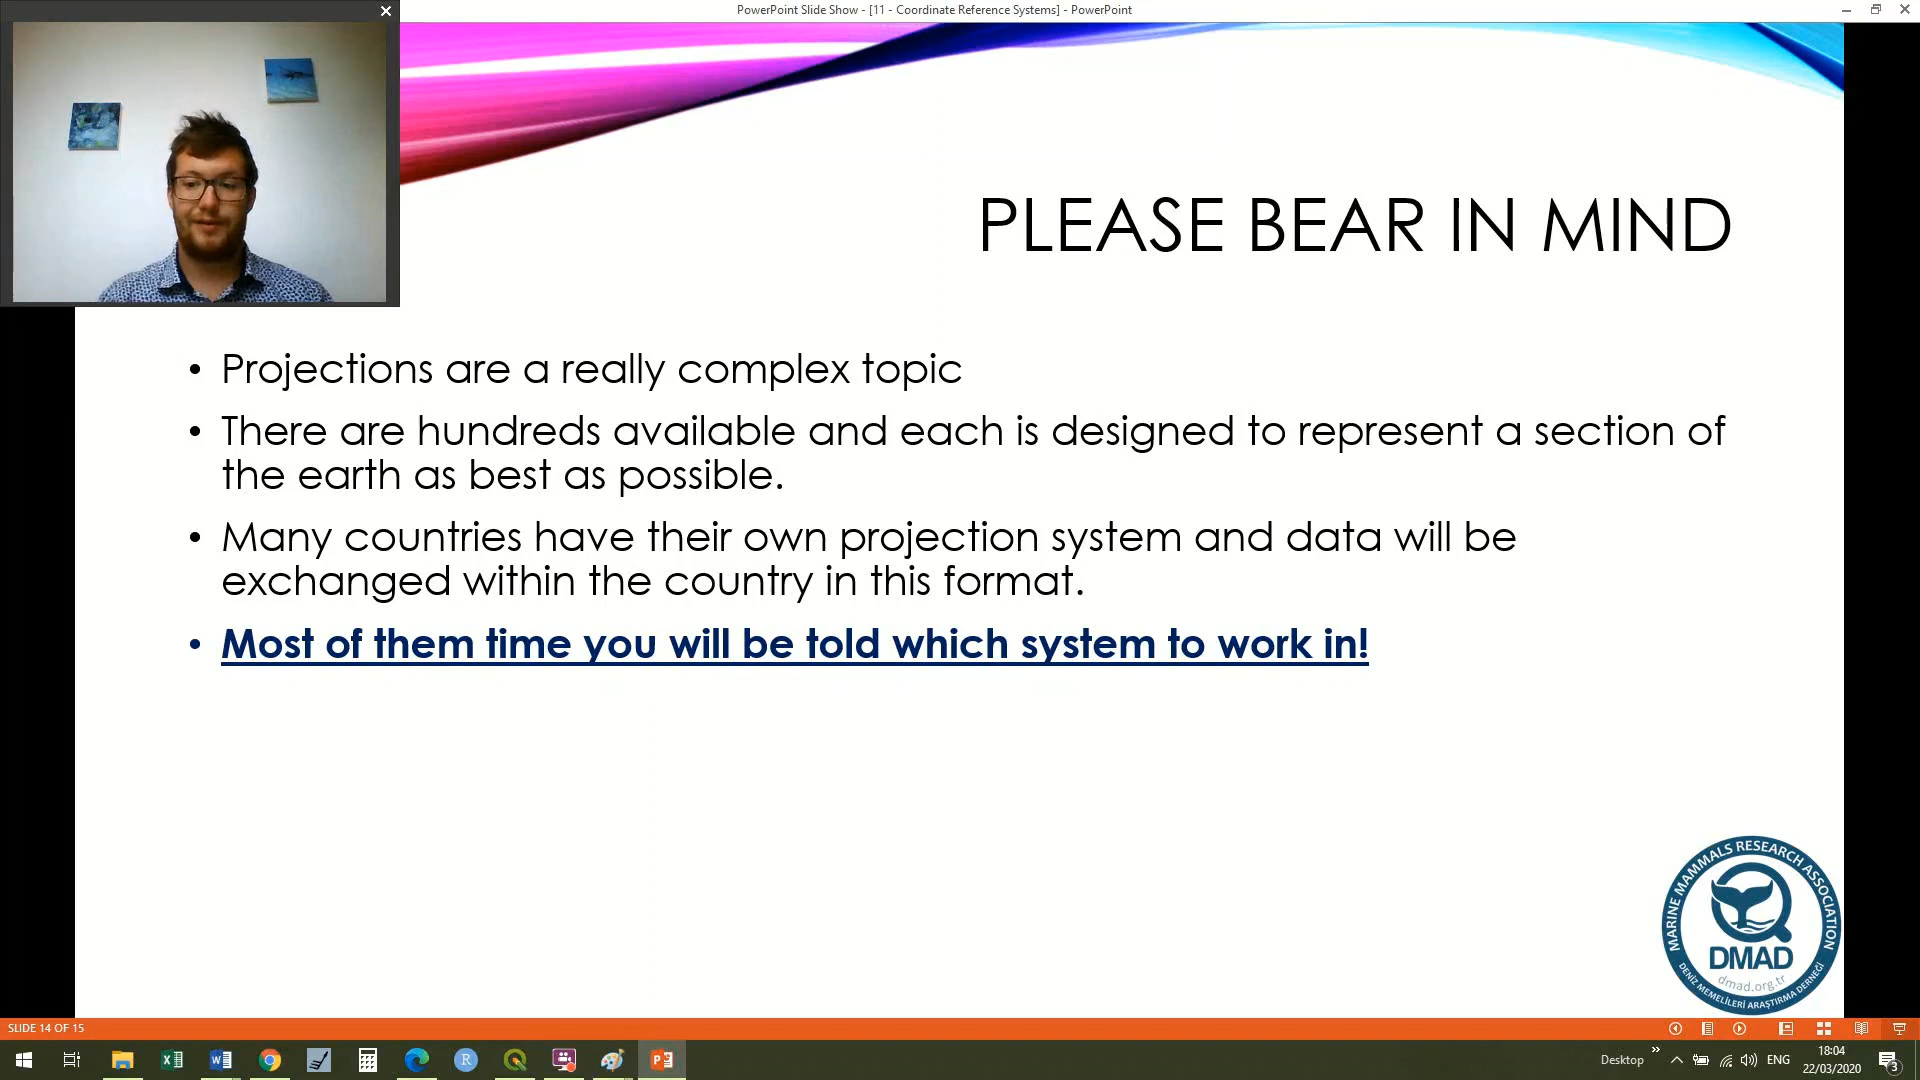 PowerPoint Slide Show - [11 - Coordinate Reference Systems] - PowerPoint
PLEASE BEAR IN MIND
• Projections are a really complex topic
• There are hundreds available and each is designed to represent a section of
the earth as best as possible.
• Many countries have their own projection system and data will be
exchanged within the country in this format.
• Most of them time you will be told which system to work in!
MARINE MAMMALS RESEARCH ASSOCIATION
DMAD
dmad.org.tr
DENİZ MEMELİLERİ ARAŞTIRMA DERNEĞİ
SLIDE 14 OF 15
Desktop
ENG
18:04
22/03/2020
3